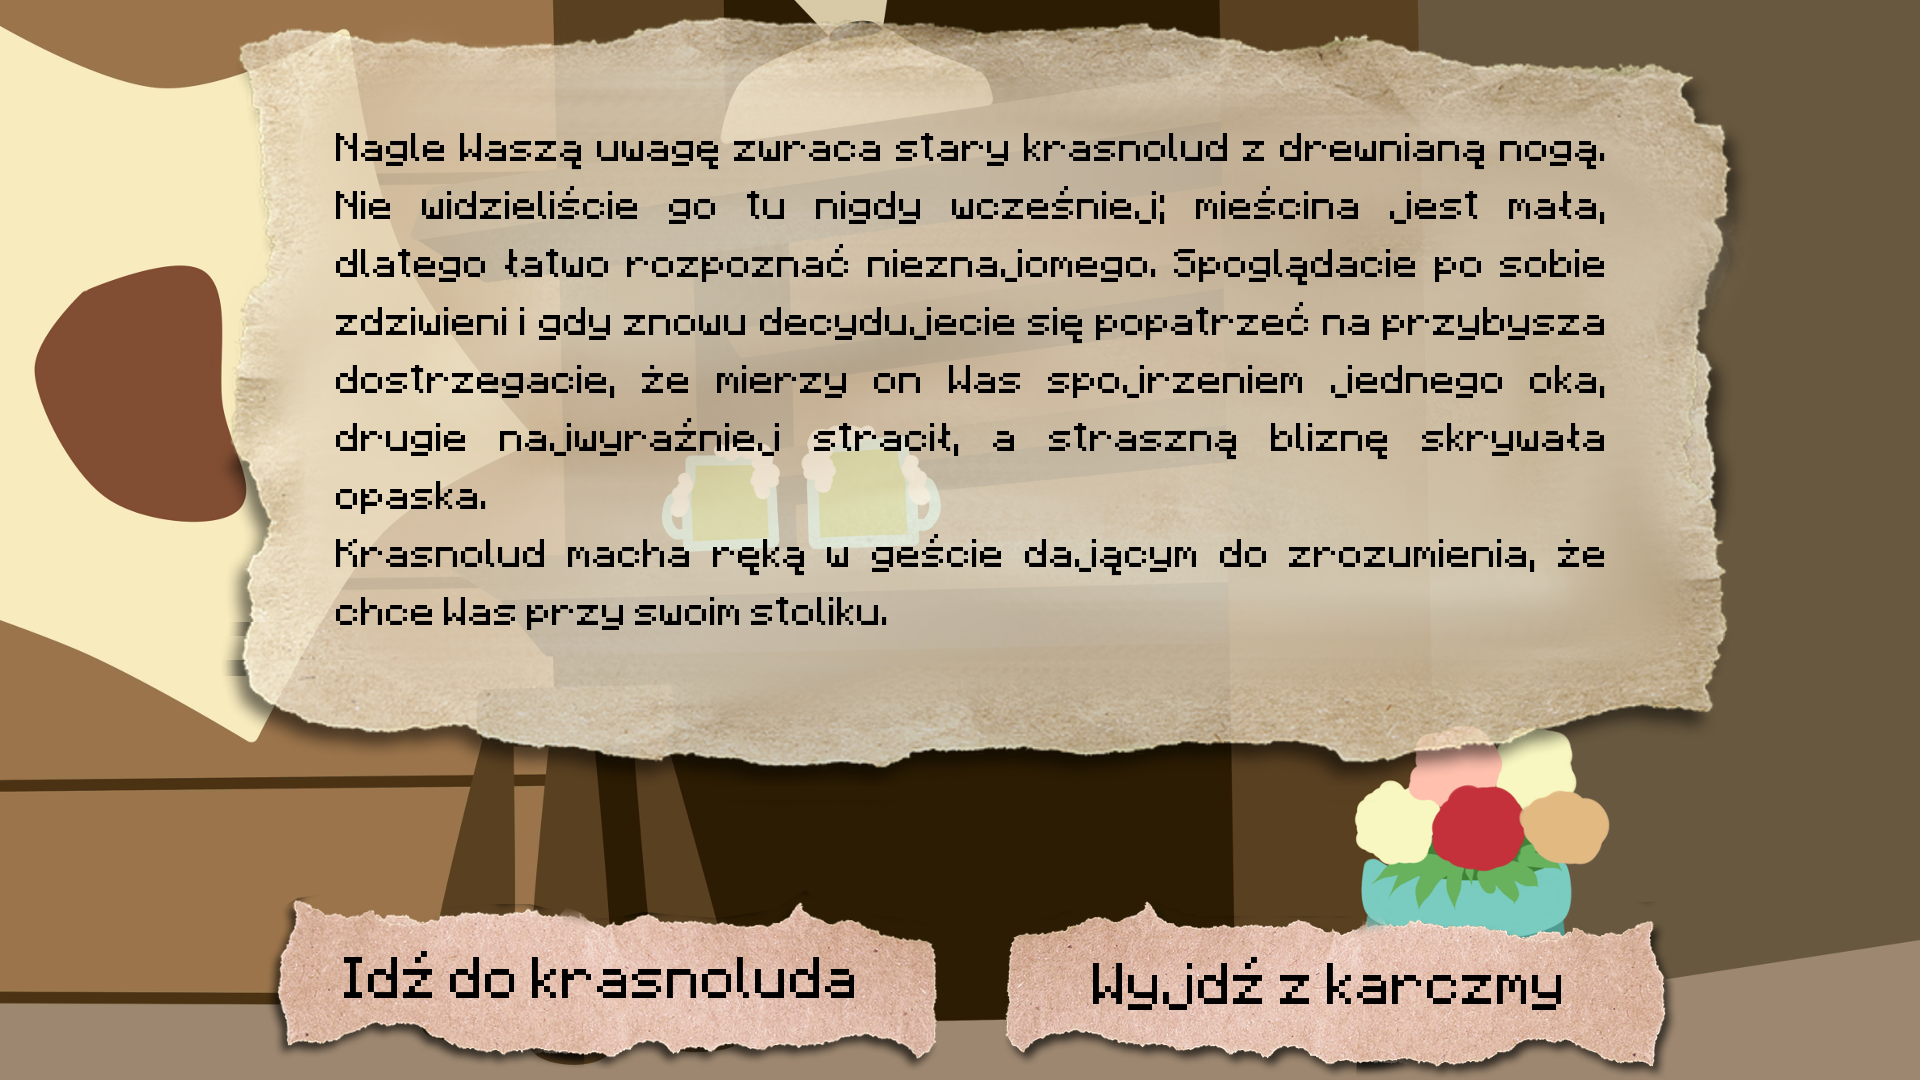 Nagle Waszą uwagę zwraca stary krasnolud z drewnianą nogą.
Nie widzieliście go tu nigdy wcześniej; mieścina jest mała,
dlatego łatwo rozpoznać nieznajomego. Spoglądacie po sobie
zdziwieni i gdy znowu decydujecie się popatrzeć na przybysza
dostrzegacie, że mierzy on Was spojrzeniem jednego oka,
drugie najwyraźniej stracił, a straszną bliznę skrywała
opaska.
Krasnolud macha ręką w geście dającym do zrozumienia, że
chce Was przy swoim stoliku.
Idź do krasnoluda
Wyjdź z karczmy